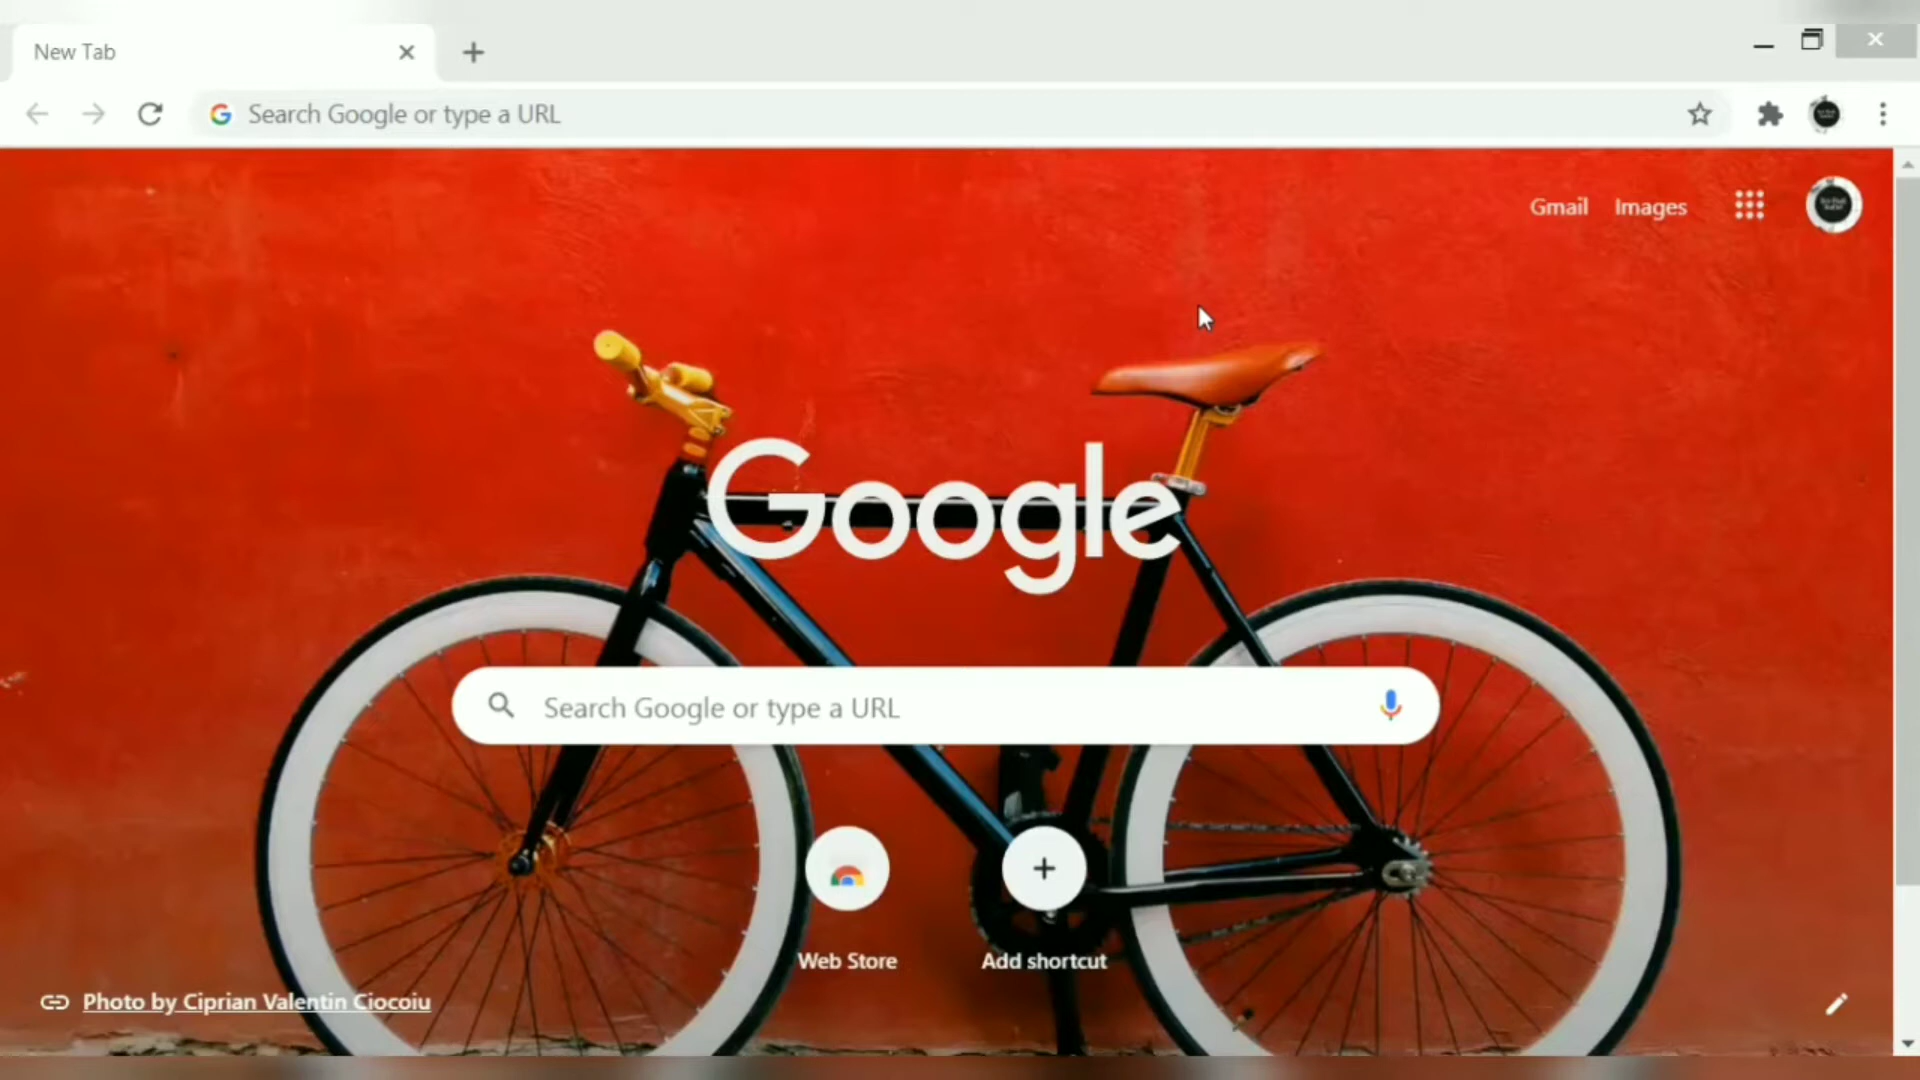 New Tab
Search Google or type a URL
Gmail Images
Google
Search Google or type a URL
Web Store Add shortcut
Photo by Ciprian Valentin Ciocoiu